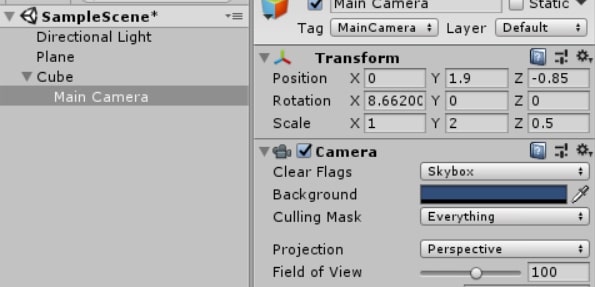 SampleScene*
Directional Light
Plane
Cube
Main Camera
Main Camera Static
Tag MainCamera Layer Default
Transform
Position X 0 Y 1.9 Z -0.85
Rotation X 8.6620 Y 0 Z 0
Scale X 1 Y 2 Z 0.5
Camera
Clear Flags Skybox
Background
Culling Mask Everything
Projection Perspective
Field of View 100